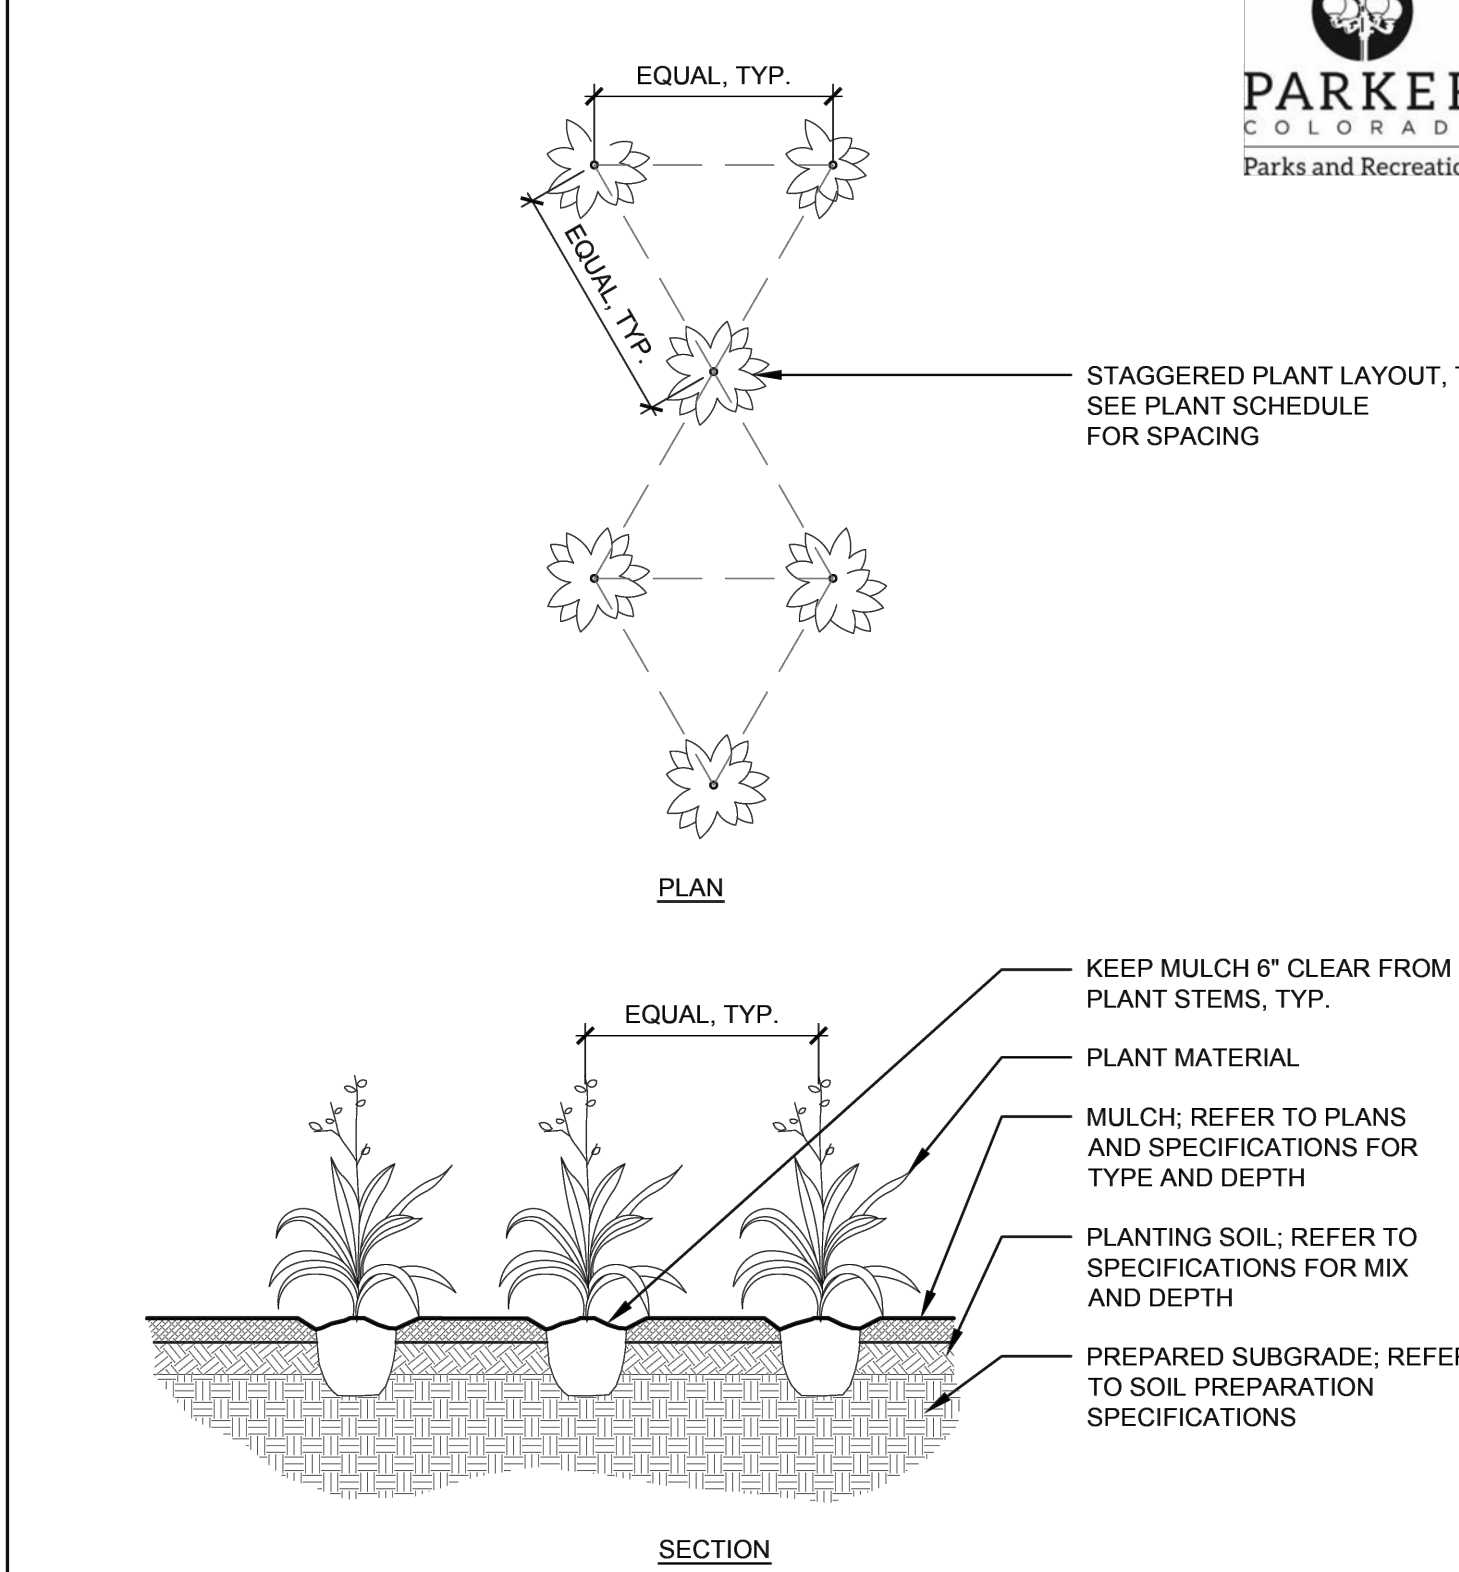 EQUAL, TYP.
PARKER
COLORAD
Parks and Recreatio
EQUAL, TYP.
STAGGERED PLANT LAYOUT,
SEE PLANT SCHEDULE
FOR SPACING
PLAN
KEEP MULCH 6" CLEAR FROM
PLANT STEMS, TYP.
EQUAL, TYP.
PLANT MATERIAL
MULCH; REFER TO PLANS
AND SPECIFICATIONS FOR
TYPE AND DEPTH
PLANTING SOIL; REFER TO
SPECIFICATIONS FOR MIX
AND DEPTH
PREPARED SUBGRADE; REFER
TO SOIL PREPARATION
SPECIFICATIONS
SECTION